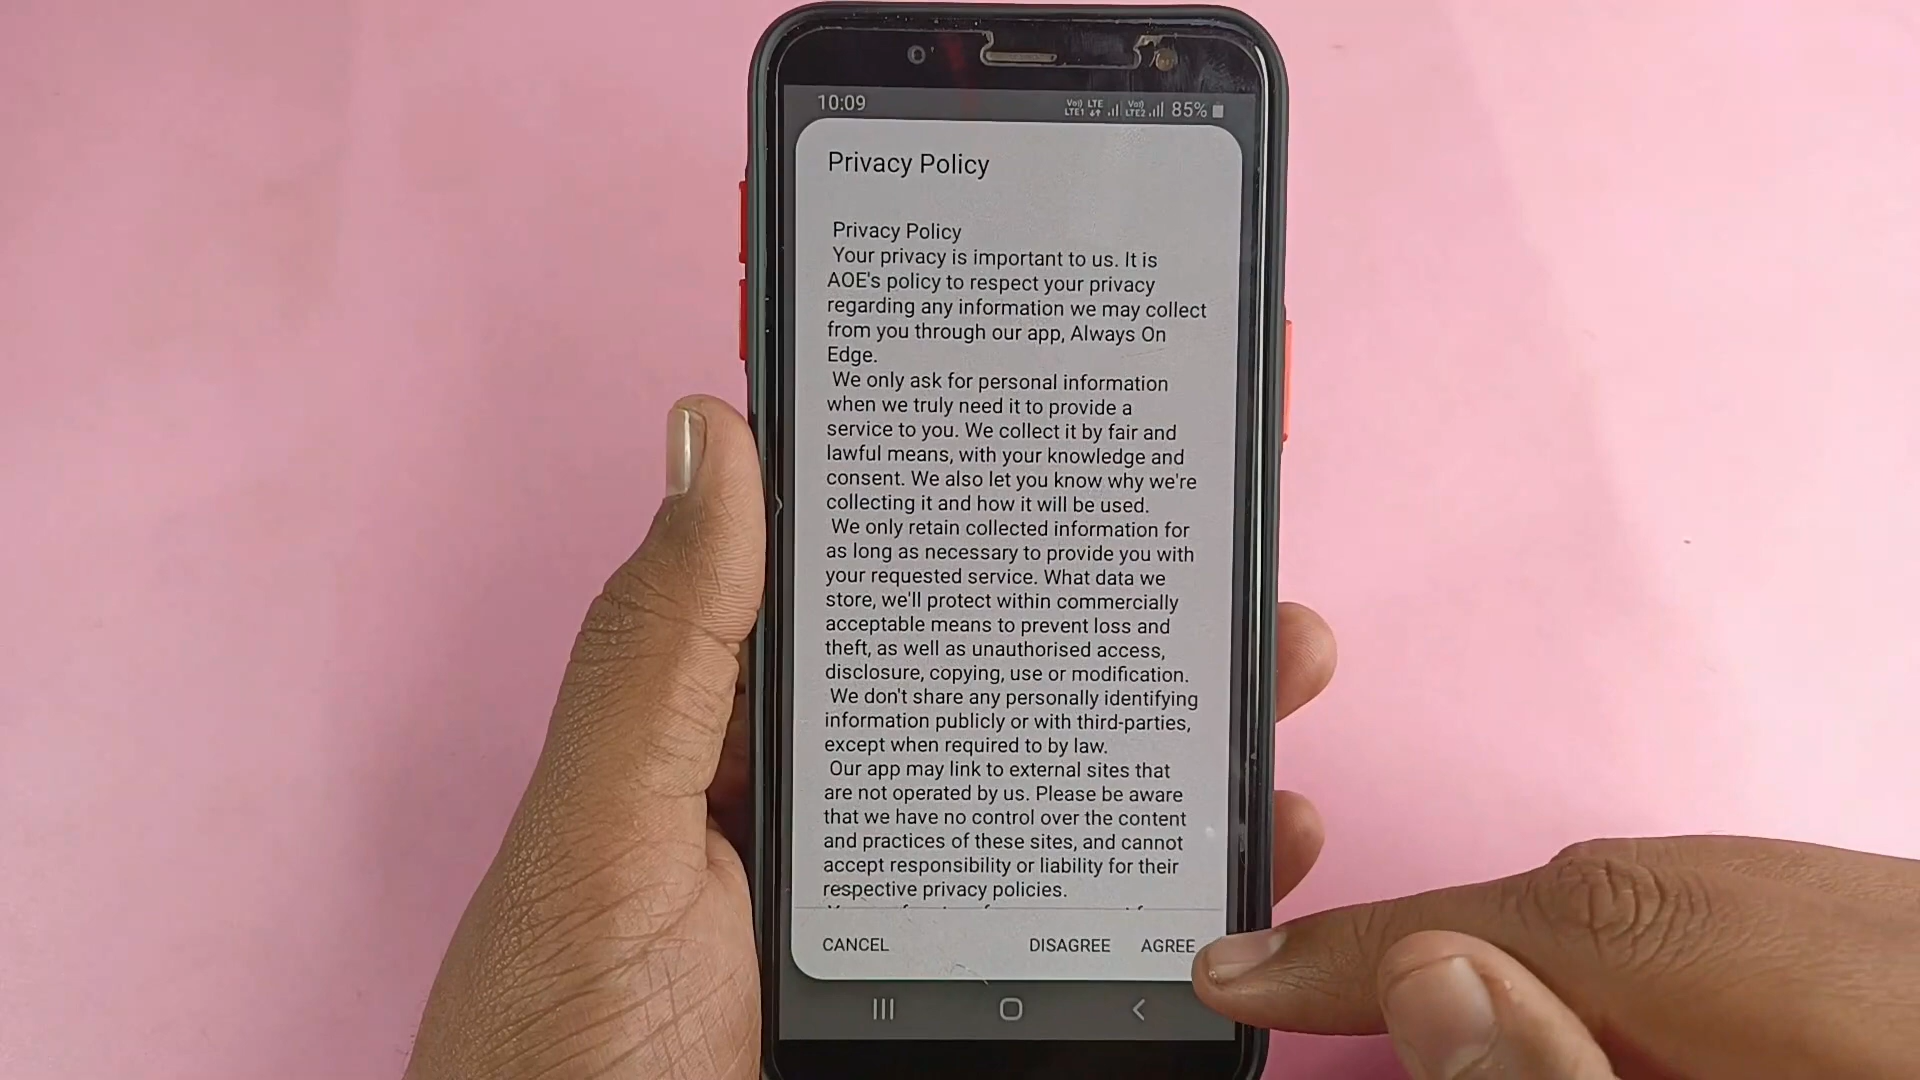 10:09
Vo) LTE
LTE1
Vo)
LTE2
85%
Privacy Policy
Privacy Policy
Your privacy is important to us. It is
AOE's policy to respect your privacy
regarding any information we may collect
from you through our app, Always On
Edge.
We only ask for personal information
when we truly need it to provide a
service to you. We collect it by fair and
lawful means, with your knowledge and
consent. We also let you know why we're
collecting it and how it will be used.
We only retain collected information for
as long as necessary to provide you with
your requested service. What data we
store, we'll protect within commercially
acceptable means to prevent loss and
theft, as well as unauthorised access,
disclosure, copying, use or modification.
We don't share any personally identifying
information publicly or with third-parties,
except when required to by law.
Our app may link to external sites that
are not operated by us. Please be aware
that we have no control over the content
and practices of these sites, and cannot
accept responsibility or liability for their
respective privacy policies.
CANCEL DISAGREE AGREE